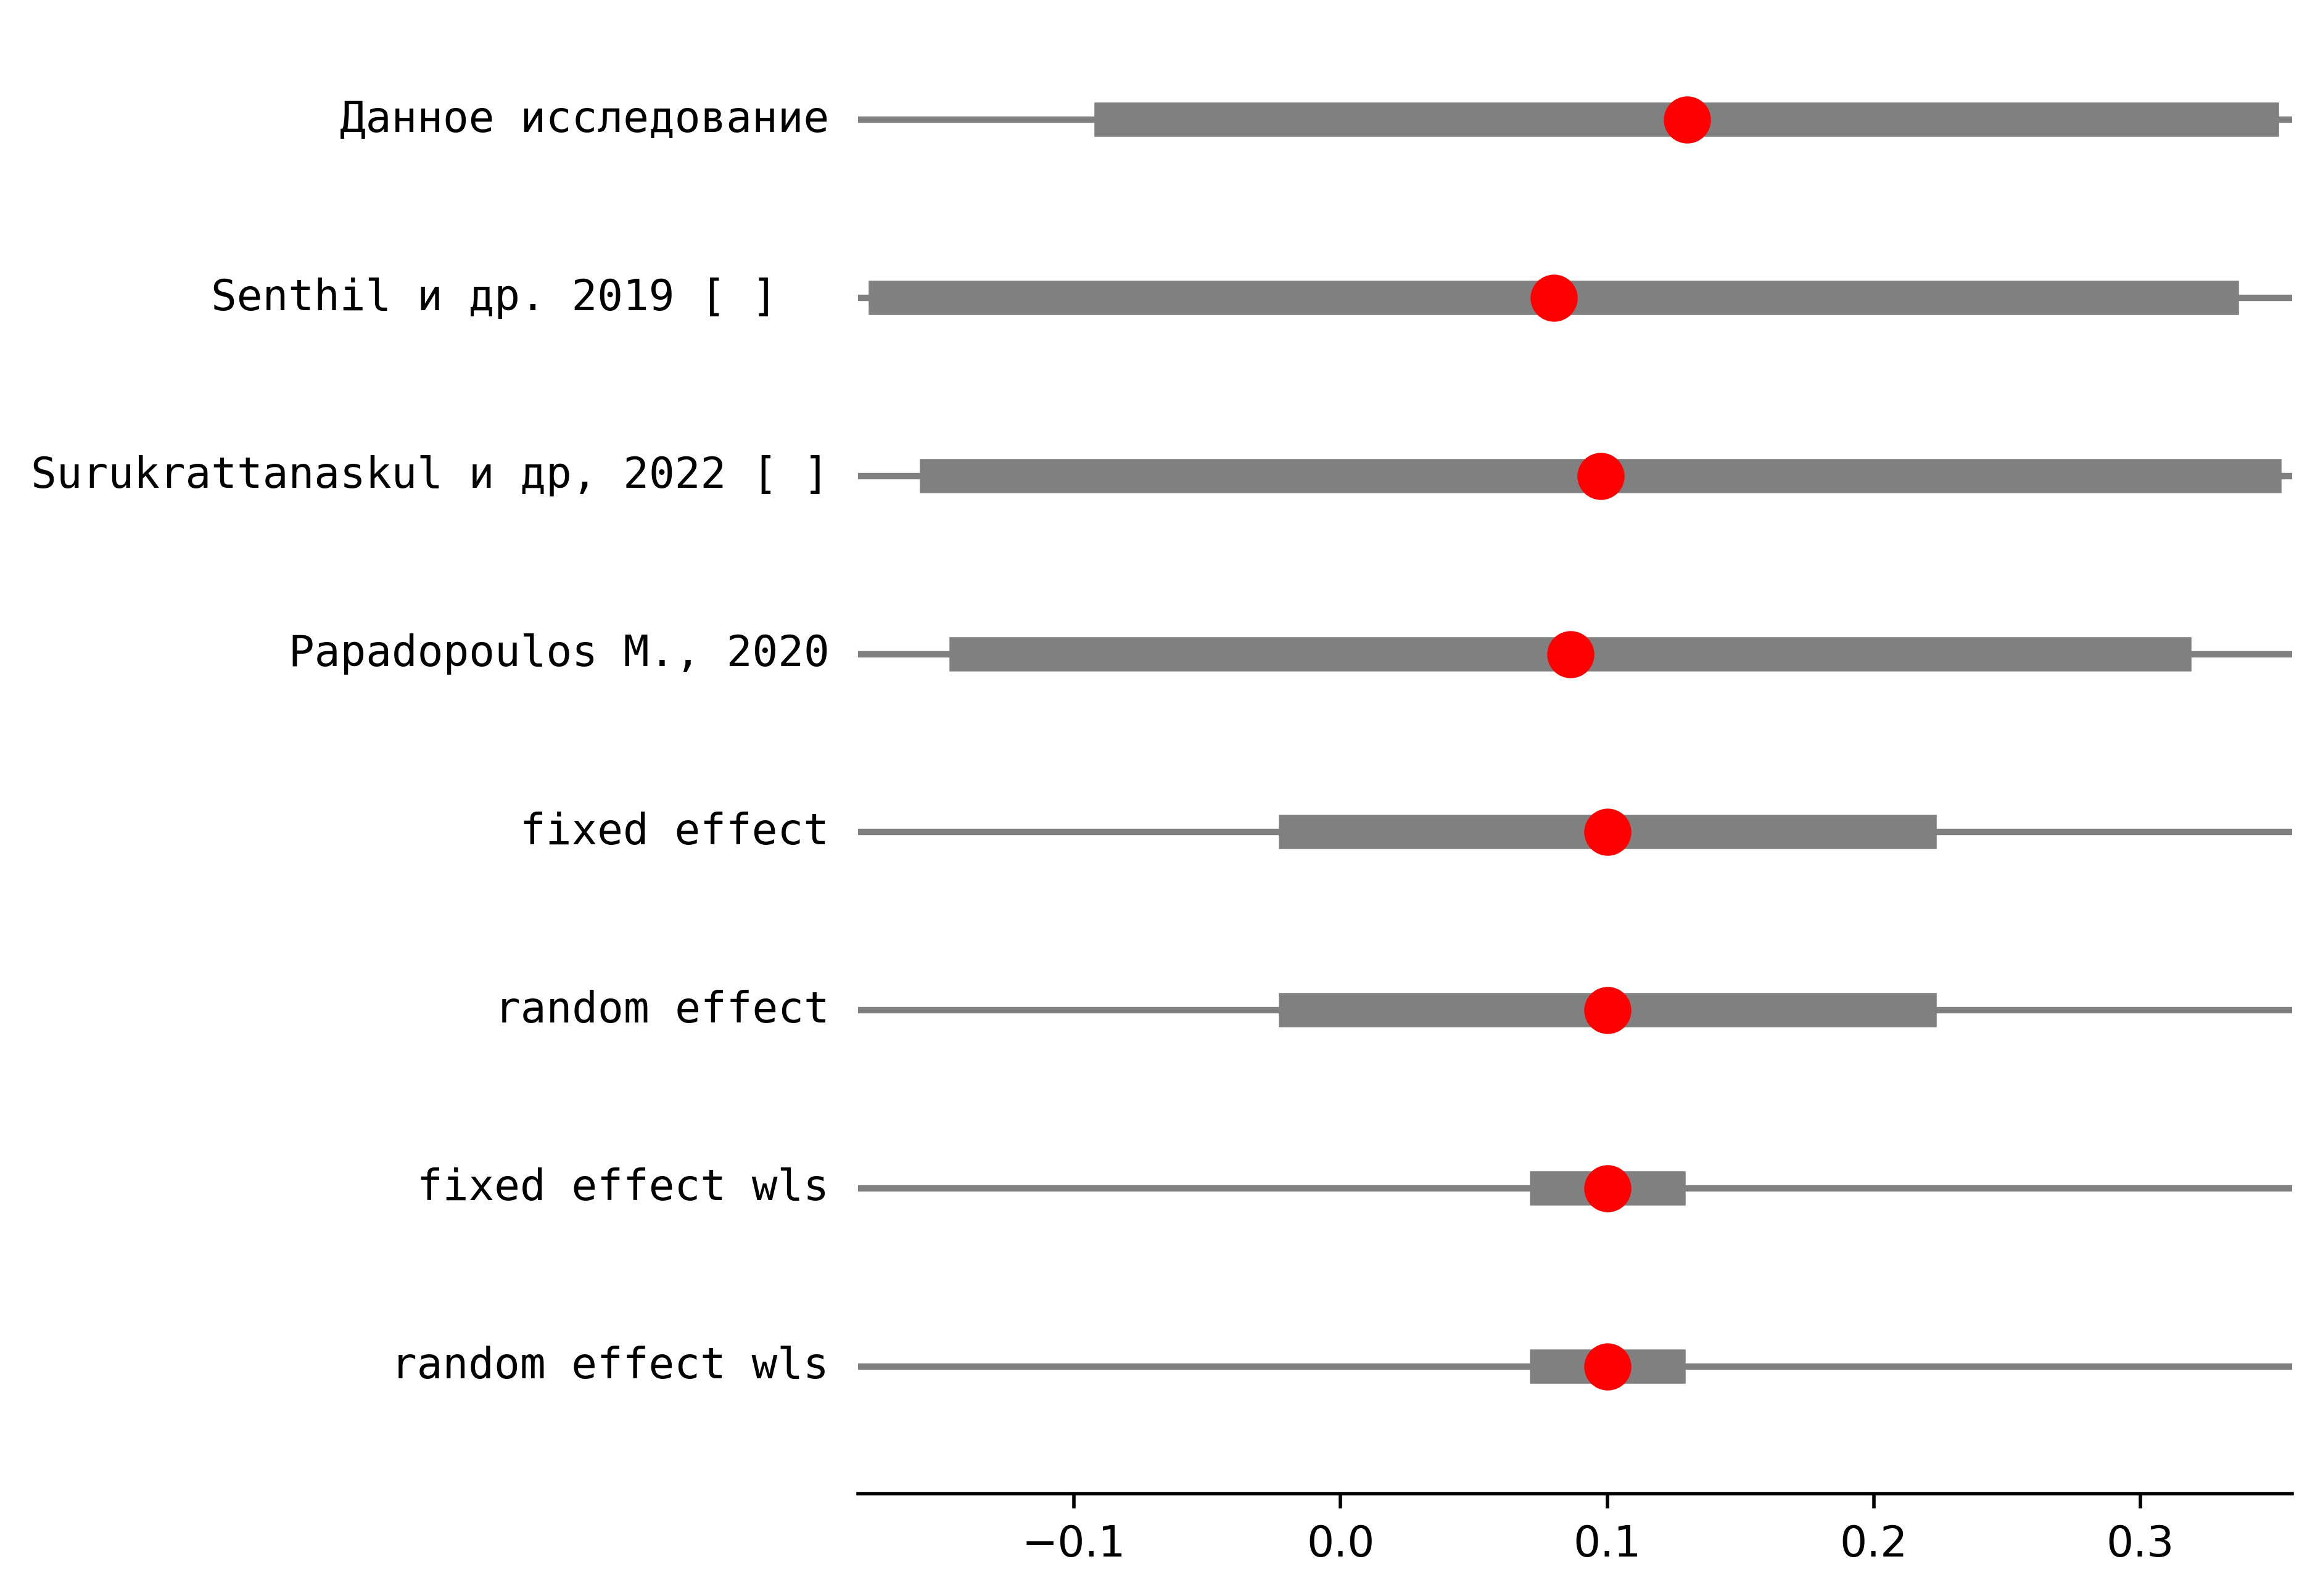 Данное исследование
Senthil и др. 2019 [ ]
Surukrattanaskul и др, 2022 [ ]
Papadopoulos M., 2020
fixed effect
random effect
fixed effect wls
random effect wls
−0.1 0.0 0.1 0.2 0.3